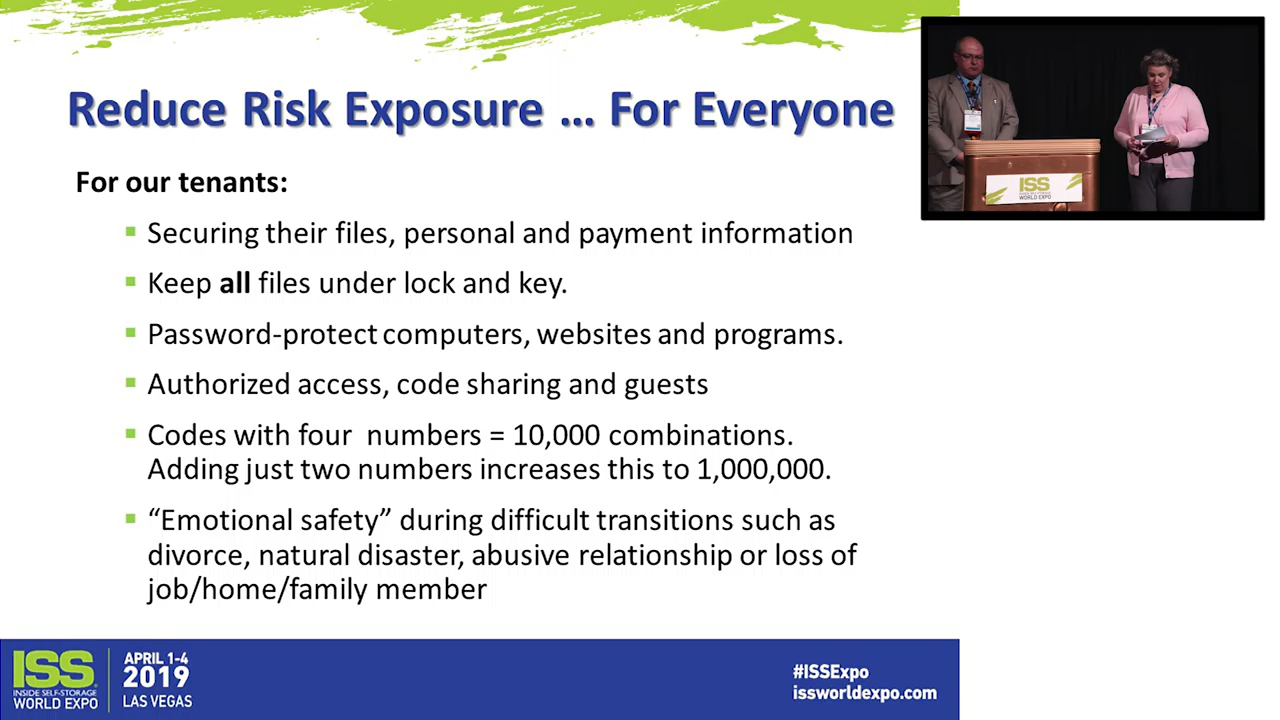 Reduce Risk Exposure ... For Everyone
For our tenants:
▪ Securing their files, personal and payment information
▪ Keep all files under lock and key.
▪ Password-protect computers, websites and programs.
▪ Authorized access, code sharing and guests
▪ Codes with four  numbers = 10,000 combinations.
Adding just two numbers increases this to 1,000,000.
▪ “Emotional safety” during difficult transitions such as
divorce, natural disaster, abusive relationship or loss of
job/home/family member
ISS
INSIDE SELF-STORAGE
WORLD EXPO
ISS
INSIDE SELF-STORAGE
WORLD EXPO
APRIL 1-4
2019
LAS VEGAS
#ISSExpo
issworldexpo.com